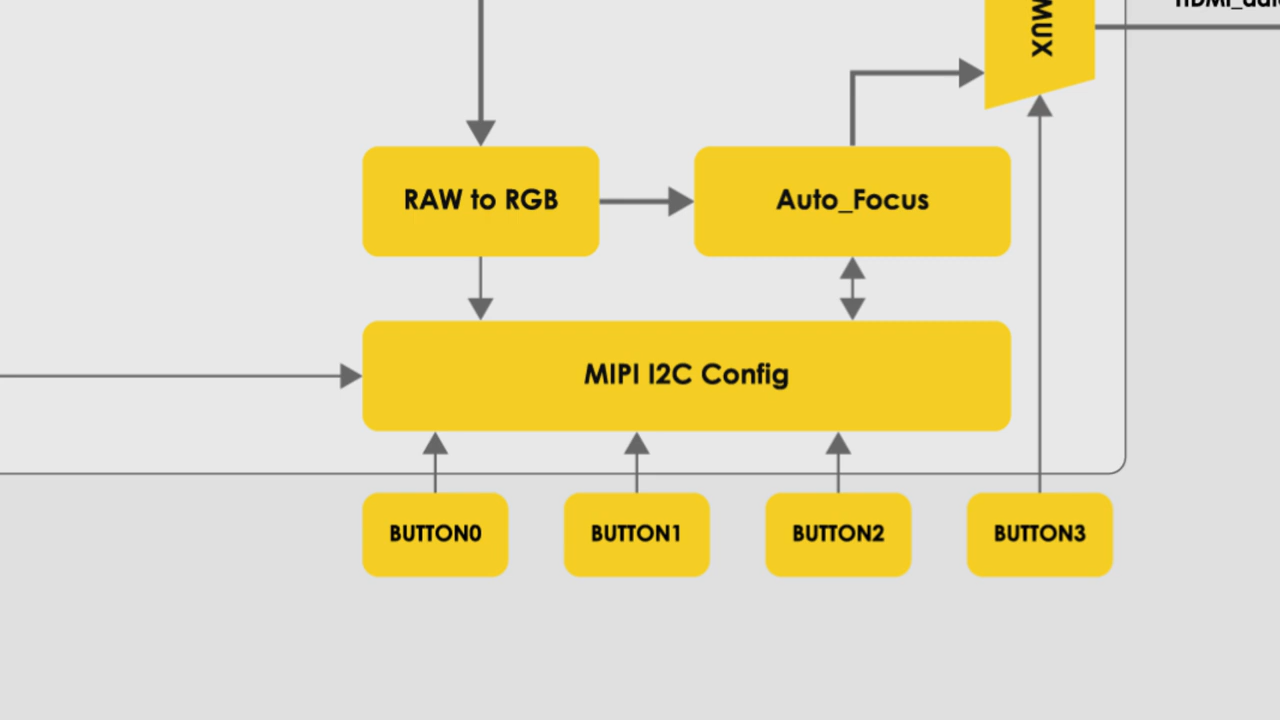 MUX
RAW to RGB
Auto_Focus
MIPI I2C Config
BUTTON0
BUTTON1
BUTTON2
BUTTON3